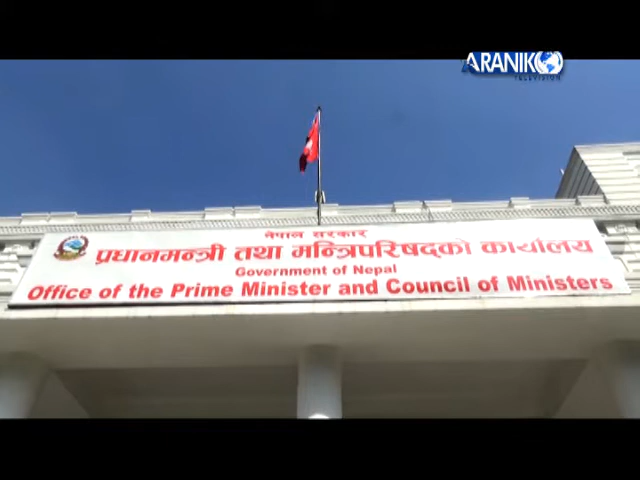 ARANIKO
TELEVISION
नेपाल सरकार
प्रधानमन्त्री तथा मन्त्रिपरिषद्को कार्यालय
Government of Nepal
Office of the Prime Minister and Council of Ministers